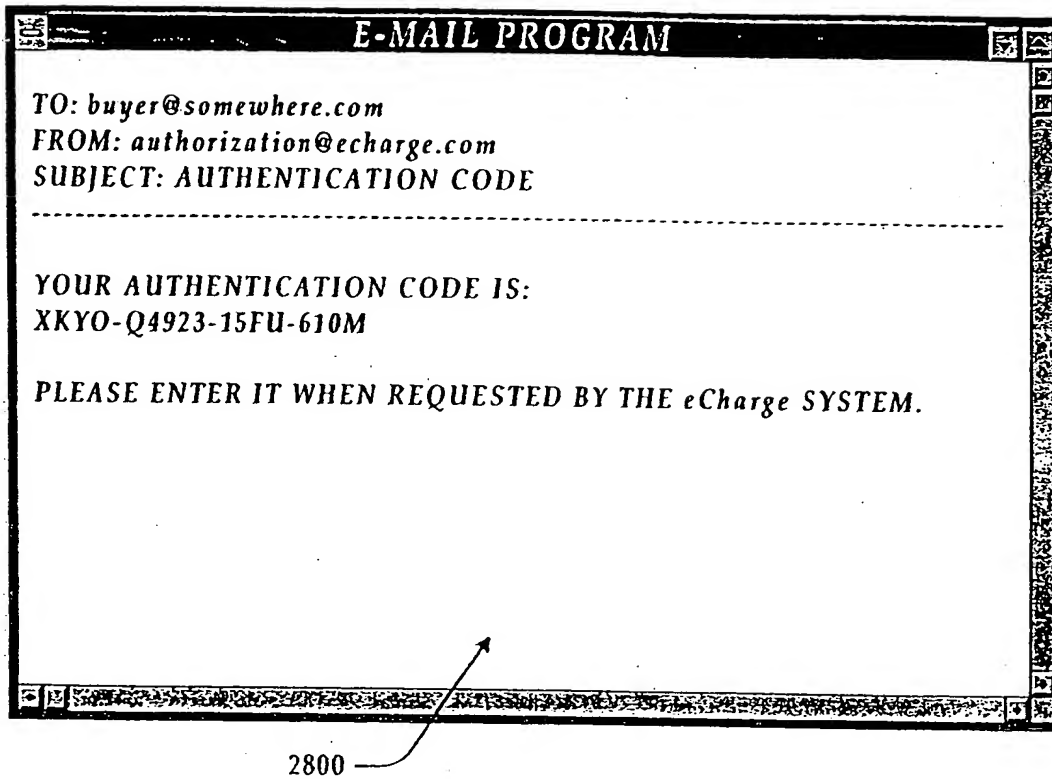 E-MAIL PROGRAM
TO: buyer@somewhere.com
FROM: authorization@echarge.com
SUBJECT: AUTHENTICATION CODE
YOUR AUTHENTICATION CODE IS:
XKYO-Q4923-15FU-610M
PLEASE ENTER IT WHEN REQUESTED BY THE eCharge SYSTEM.
2800